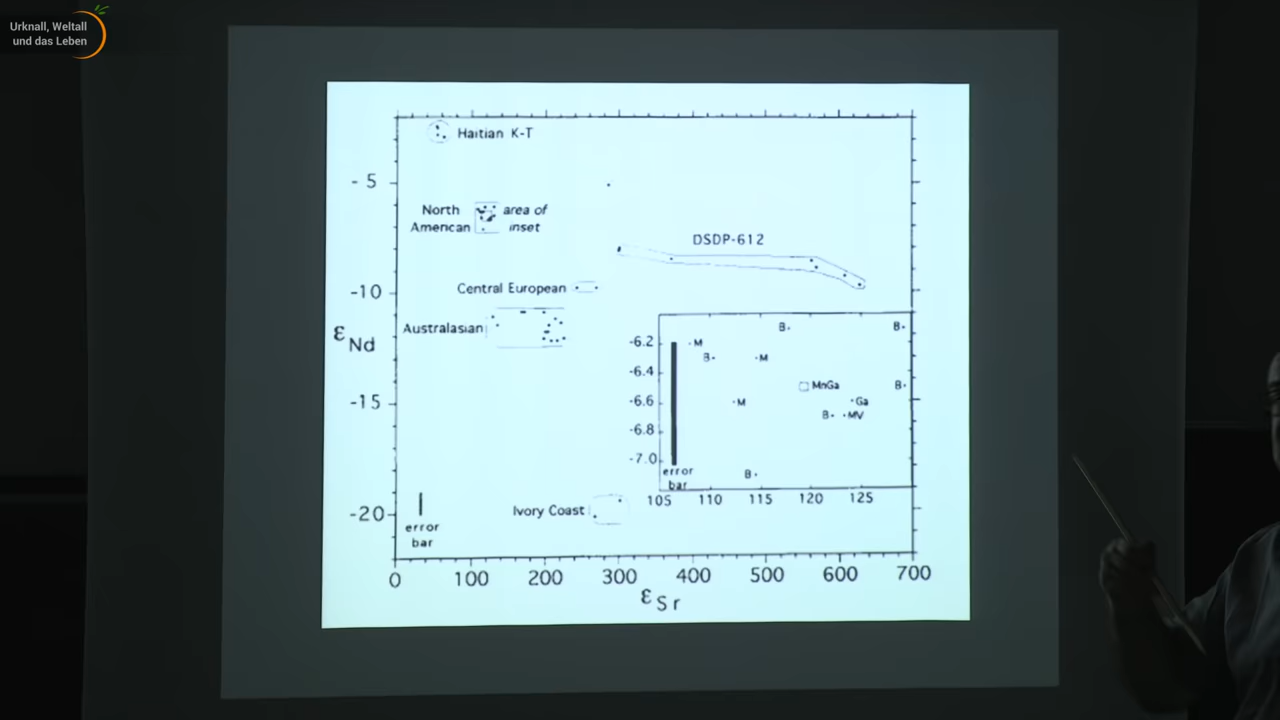 Urknall, Weltall
und das Leben
Haitian K-T
- 5
North area of
American inset
DSDP-612
-10
Central European
Australasian
εNd
-15
-20
error
bar
Ivory Coast
-6.2
-6.4
-6.6
-6.8
-7.0
B
B
M
B
M
MnGa
B
M
Ga
B
MV
B
error
bar
105 110 115 120 125
0 100 200 300 400 500 600 700
εSr